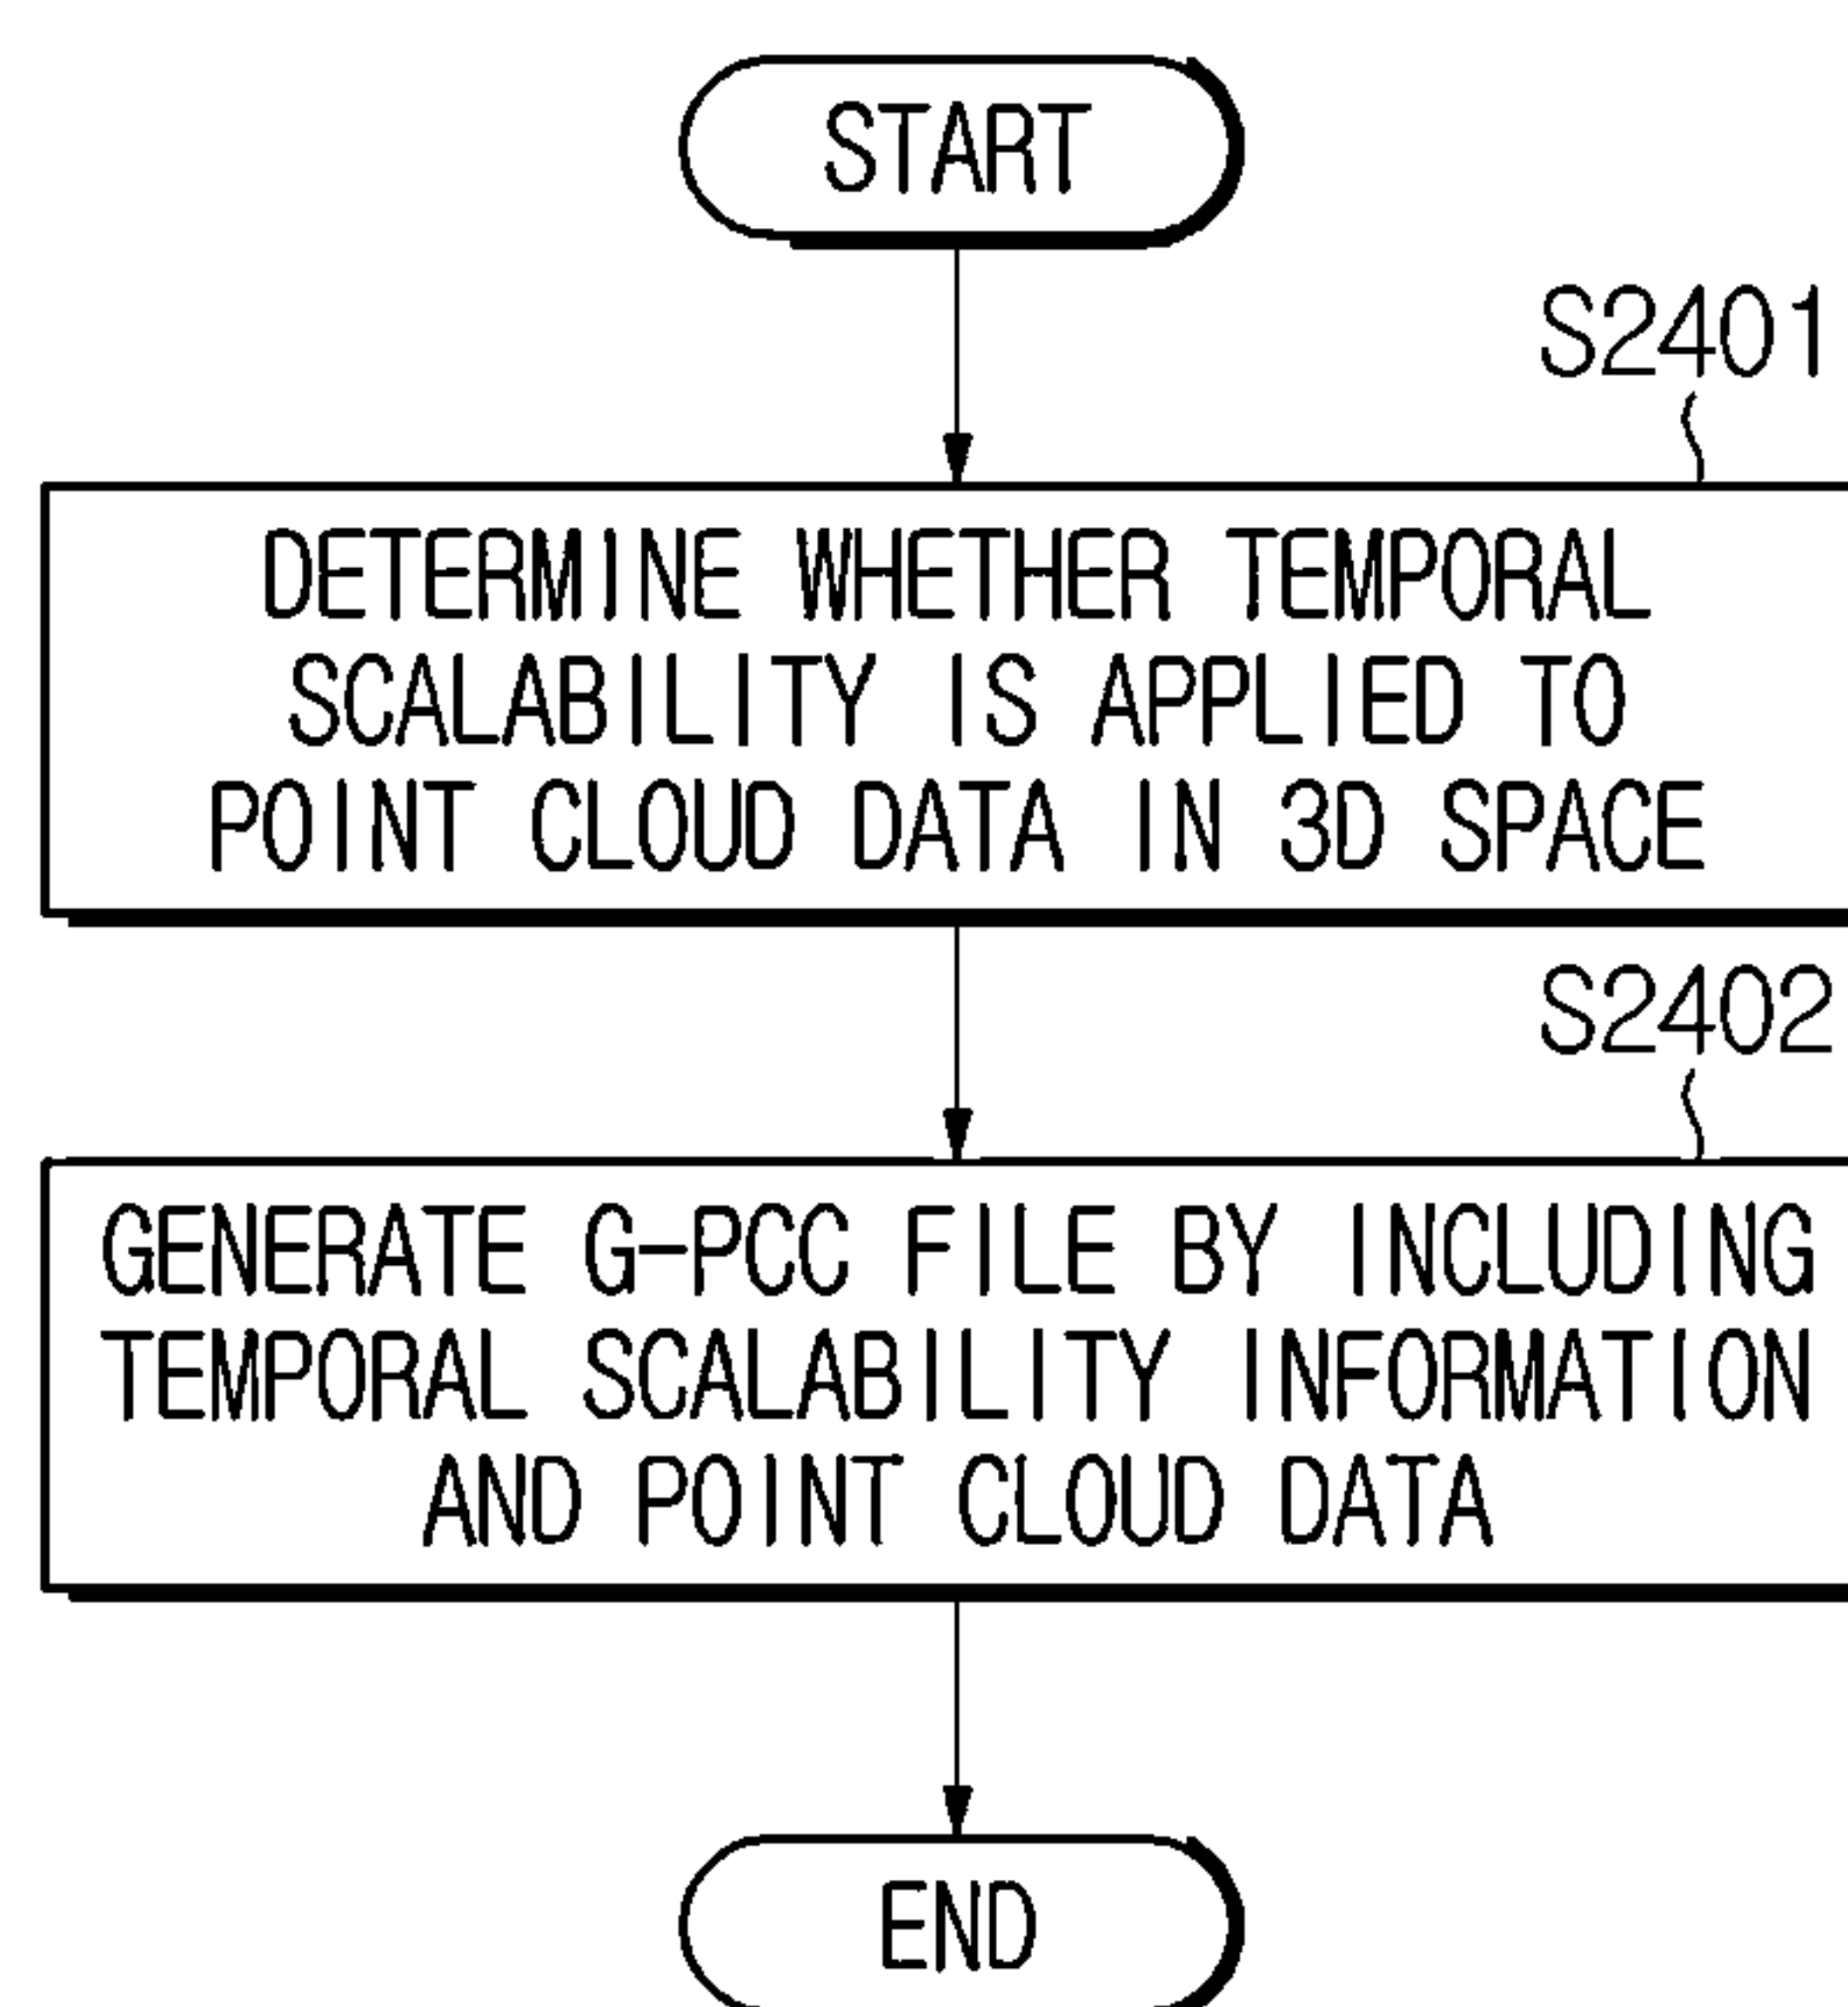 START
S2401
DETERMINE WHETHER TEMPORAL
SCALABILITY IS APPLIED TO
POINT CLOUD DATA IN 3D SPACE
S2402
GENERATE G-PCC FILE BY INCLUDING
TEMPORAL SCALABILITY INFORMATION
AND POINT CLOUD DATA
END